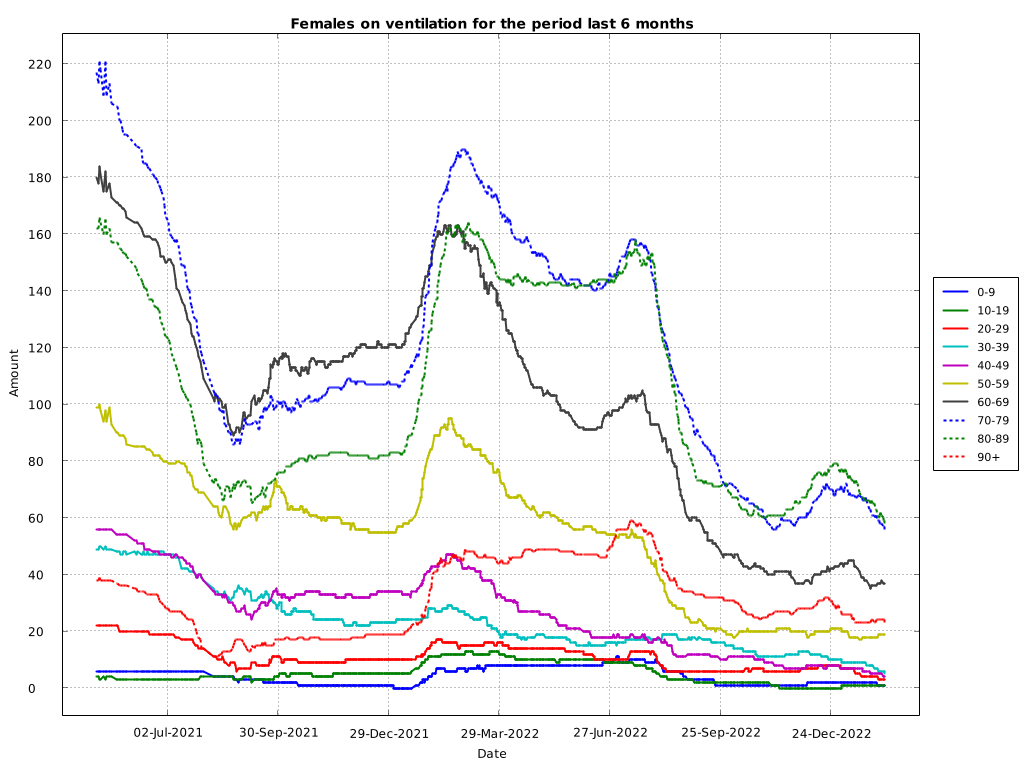 Females on ventilation for the period last 6 months
220
200
180
160
140
120
100
80
60
40
20
0
Amount
02-Jul-2021
30-Sep-2021
29-Dec-2021
29-Mar-2022
27-Jun-2022
25-Sep-2022
24-Dec-2022
Date
0-9
10-19
20-29
30-39
40-49
50-59
60-69
70-79
80-89
90+